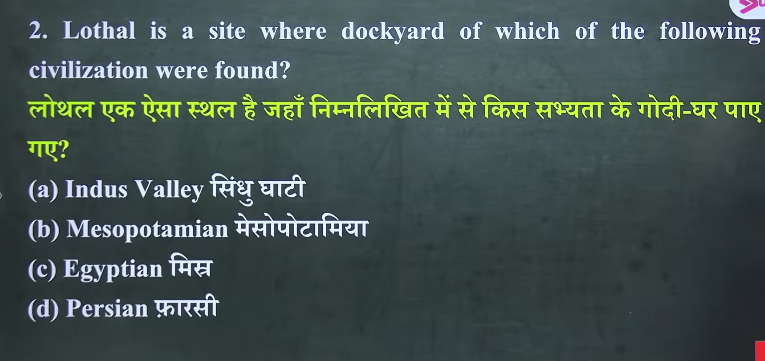 2. Lothal is a site where dockyard of which of the following
civilization were found?
लोथल एक ऐसा स्थल है जहाँ निम्नलिखित में से किस सभ्यता के गोदी-घर पाए
गए?
(a) Indus Valley सिंधु घाटी
(b) Mesopotamian मेसोपोटामिया
(c) Egyptian मिस्र
(d) Persian फ़ारसी